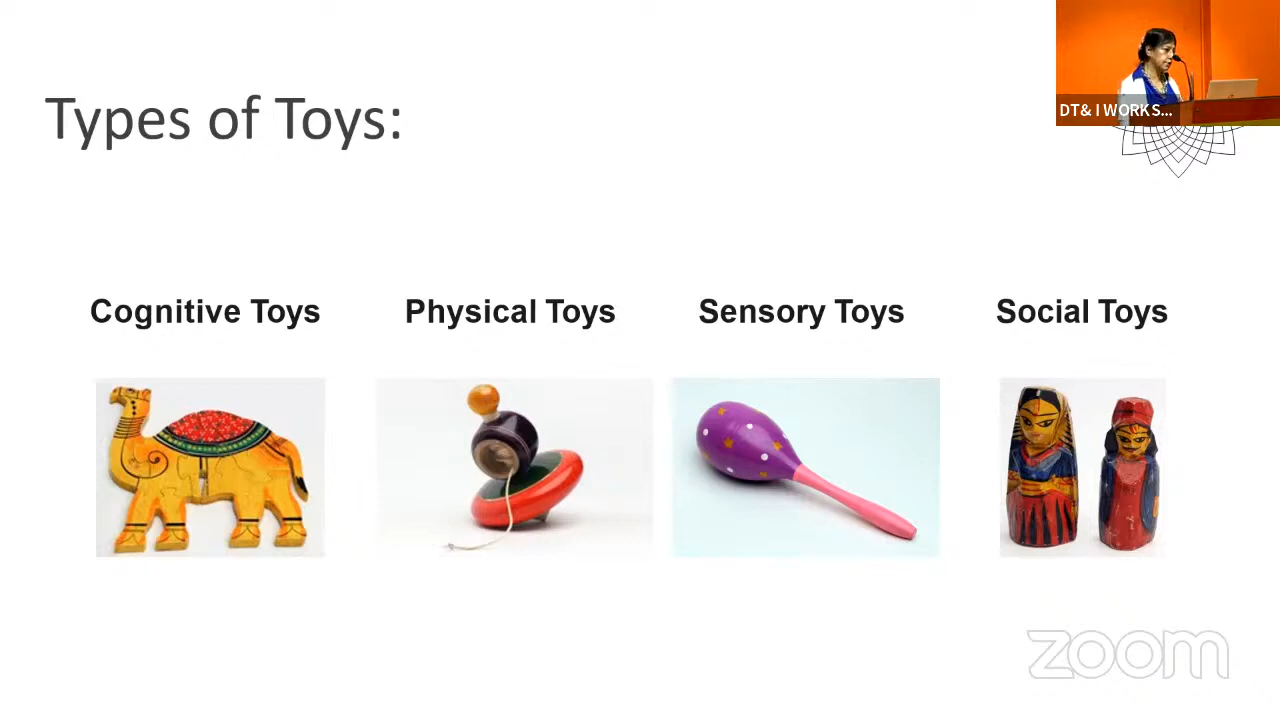 Types of Toys:
DT& I WORKS...
Cognitive Toys
Physical Toys
Sensory Toys
Social Toys
zoom